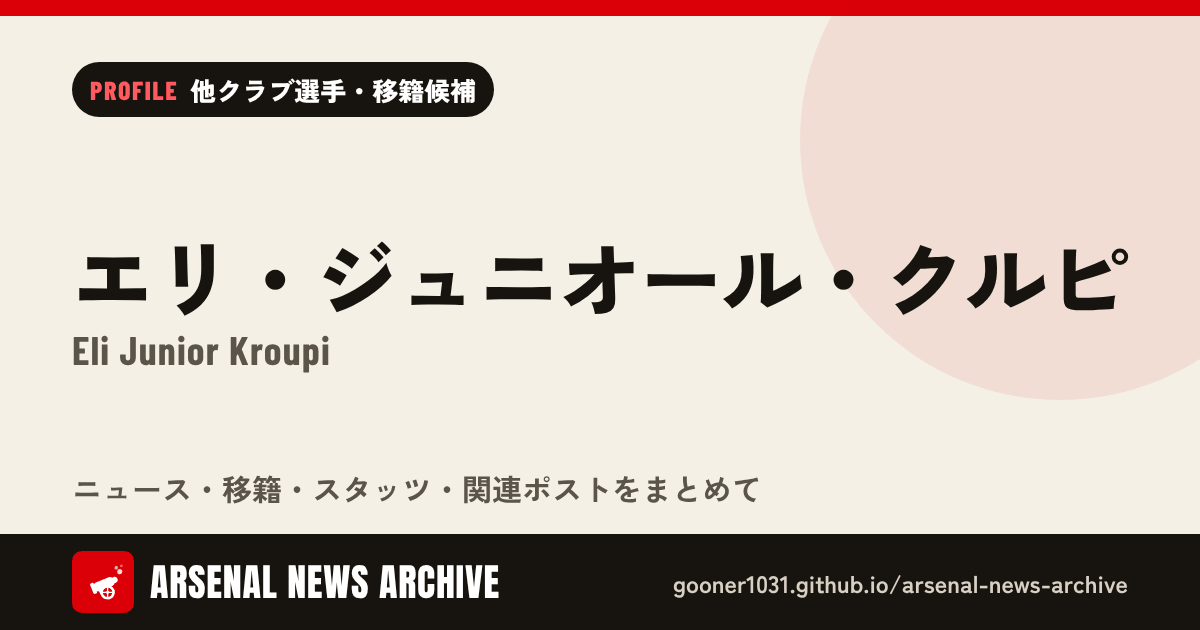 PROFILE 他クラブ選手・移籍候補
エリ・ジュニオール・クルピ
Eli Junior Kroupi
ニュース・移籍・スタッツ・関連ポストをまとめて
ARSENAL NEWS ARCHIVE
gooner1031.github.io/arsenal-news-archive